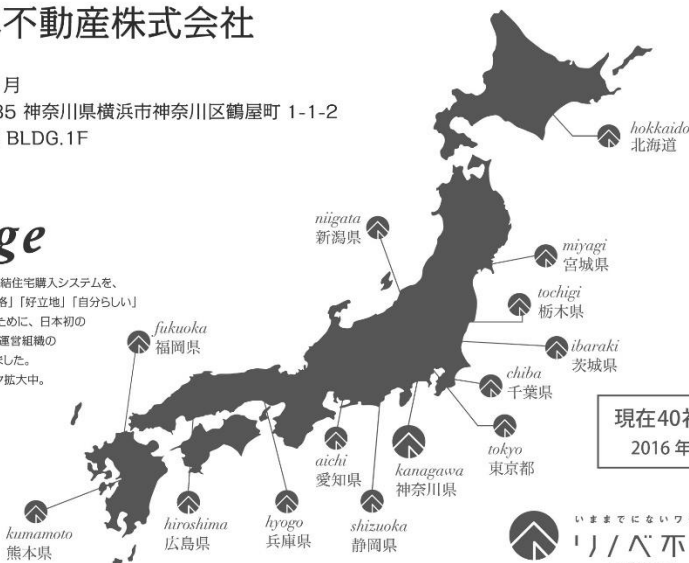 不動産株式会社
月
35 神奈川県横浜市神奈川区鶴屋町 1-1-2
BLDG.1F
ge
結住宅購入システムを、
格」「好立地」「自分らしい」
ために、日本初の
運営組織の
ました。
ク拡大中。
hokkaido
北海道
niigata
新潟県
miyagi
宮城県
tochigi
栃木県
fukuoka
福岡県
ibaraki
茨城県
chiba
千葉県
tokyo
東京都
aichi
愛知県
kanagawa
神奈川県
kumamoto
熊本県
hiroshima
広島県
hyogo
兵庫県
shizuoka
静岡県
現在40社
2016 年
いままでにないワ
リノベ不